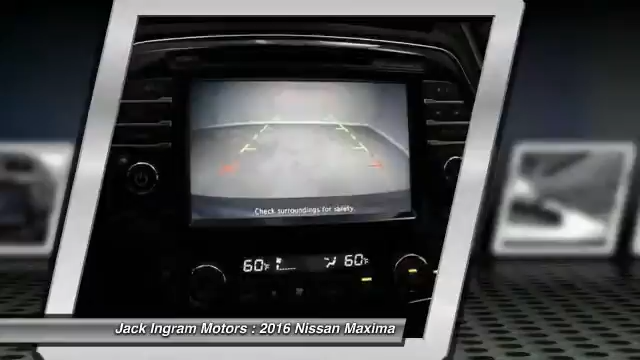 Check surroundings for safety.
60°F 60°F
Jack Ingram Motors : 2016 Nissan Maxima